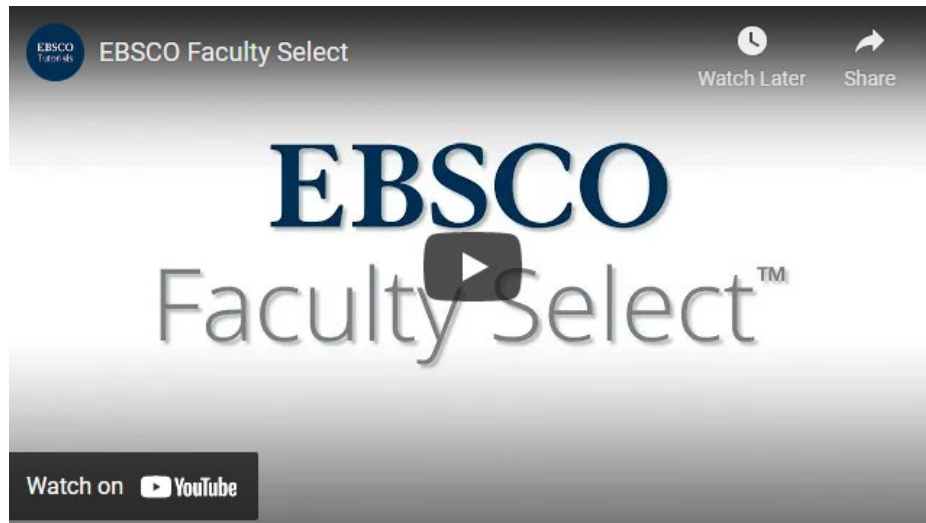 EBSCO
Tutorials
EBSCO Faculty Select
Watch Later
Share
EBSCO
Faculty Select™
Watch on YouTube